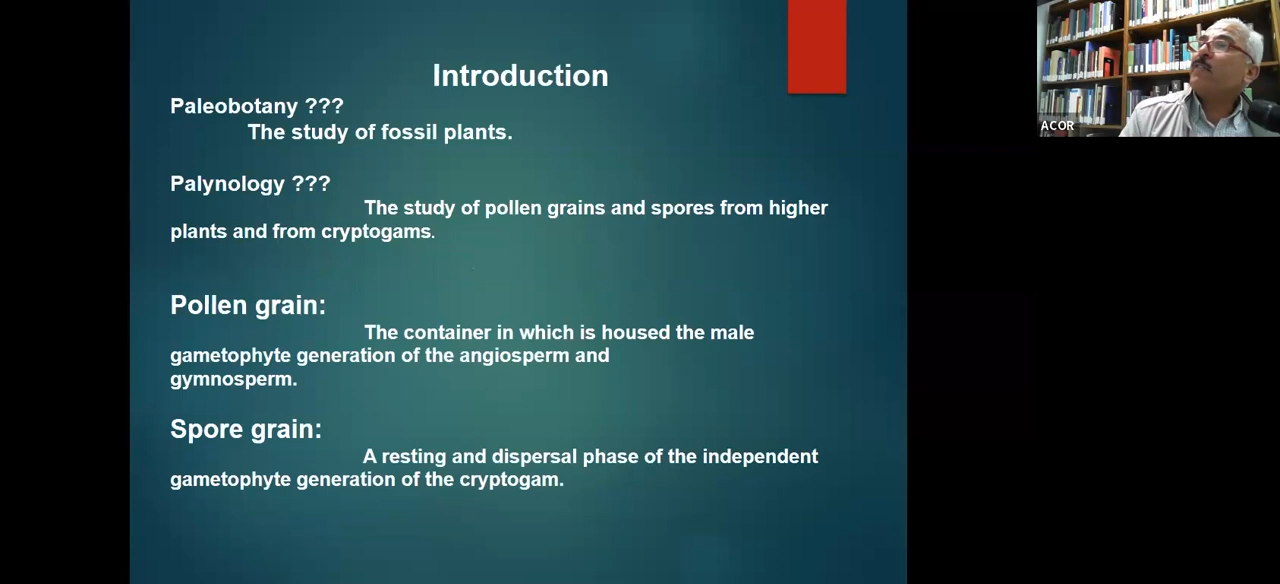 Introduction
Paleobotany ???
The study of fossil plants.
Palynology ???
The study of pollen grains and spores from higher
plants and from cryptogams.
Pollen grain:
The container in which is housed the male
gametophyte generation of the angiosperm and
gymnosperm.
Spore grain:
A resting and dispersal phase of the independent
gametophyte generation of the cryptogam.
ACOR